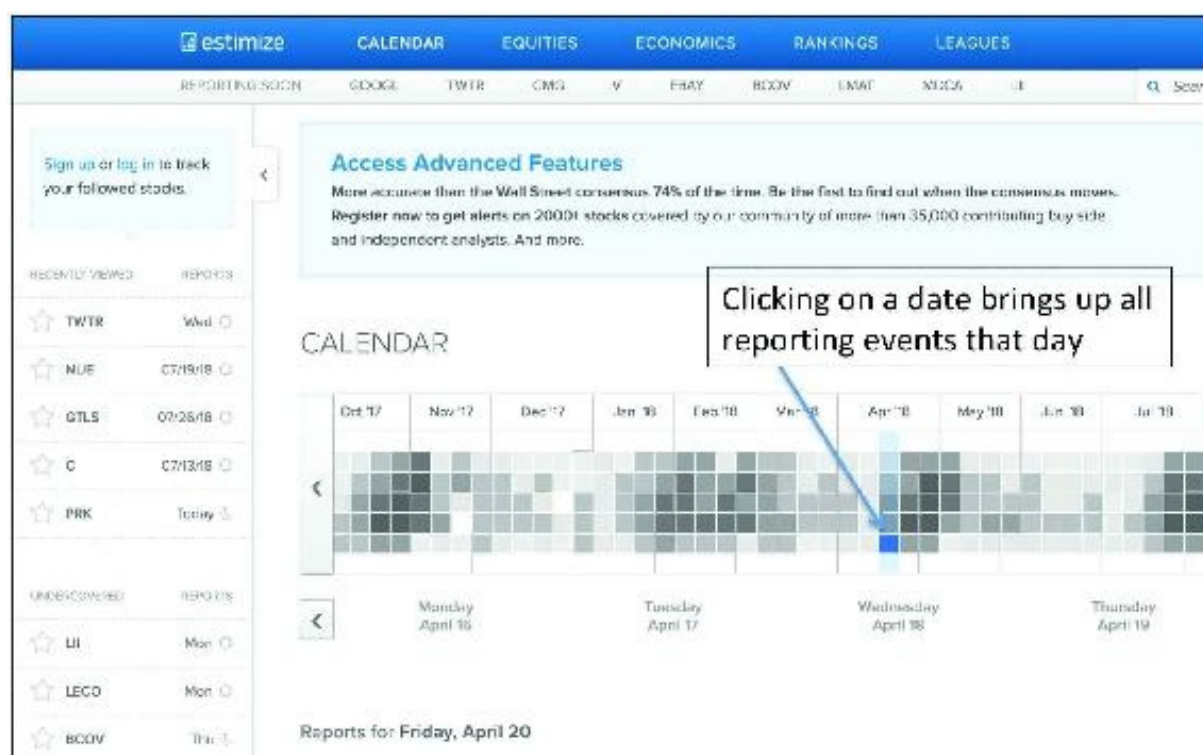 estimize CALENDAR EQUITIES ECONOMICS RANKINGS LEAGUES
REPORTING SOON GOOGL TWTR CMG V EBAY BCOV LMAT MDCA
Sign up or log in to track
your followed stocks.
Access Advanced Features
More accurate than the Wall Street consensus 74% of the time. Be the first to find out when the consensus moves.
Register now to get alerts on 2000+ stocks covered by our community of more than 35,000 contributing buy side
and independent analysts. And more.
RECENTLY VIEWED REPORTS
TWTR Wed
NUE 07/19/18
GTLS 07/26/18
C 07/13/18
PRK Today
UNDERCOVERED REPORTS
LII Mon
LECO Mon
BCOV Thu
Clicking on a date brings up all
reporting events that day
CALENDAR
Oct '17 Nov '17 Dec '17 Jan '18 Feb '18 Mar '18 Apr '18 May '18 Jun '18 Jul '18
Monday Tuesday Wednesday Thursday
April 16 April 17 April 18 April 19
Reports for Friday, April 20